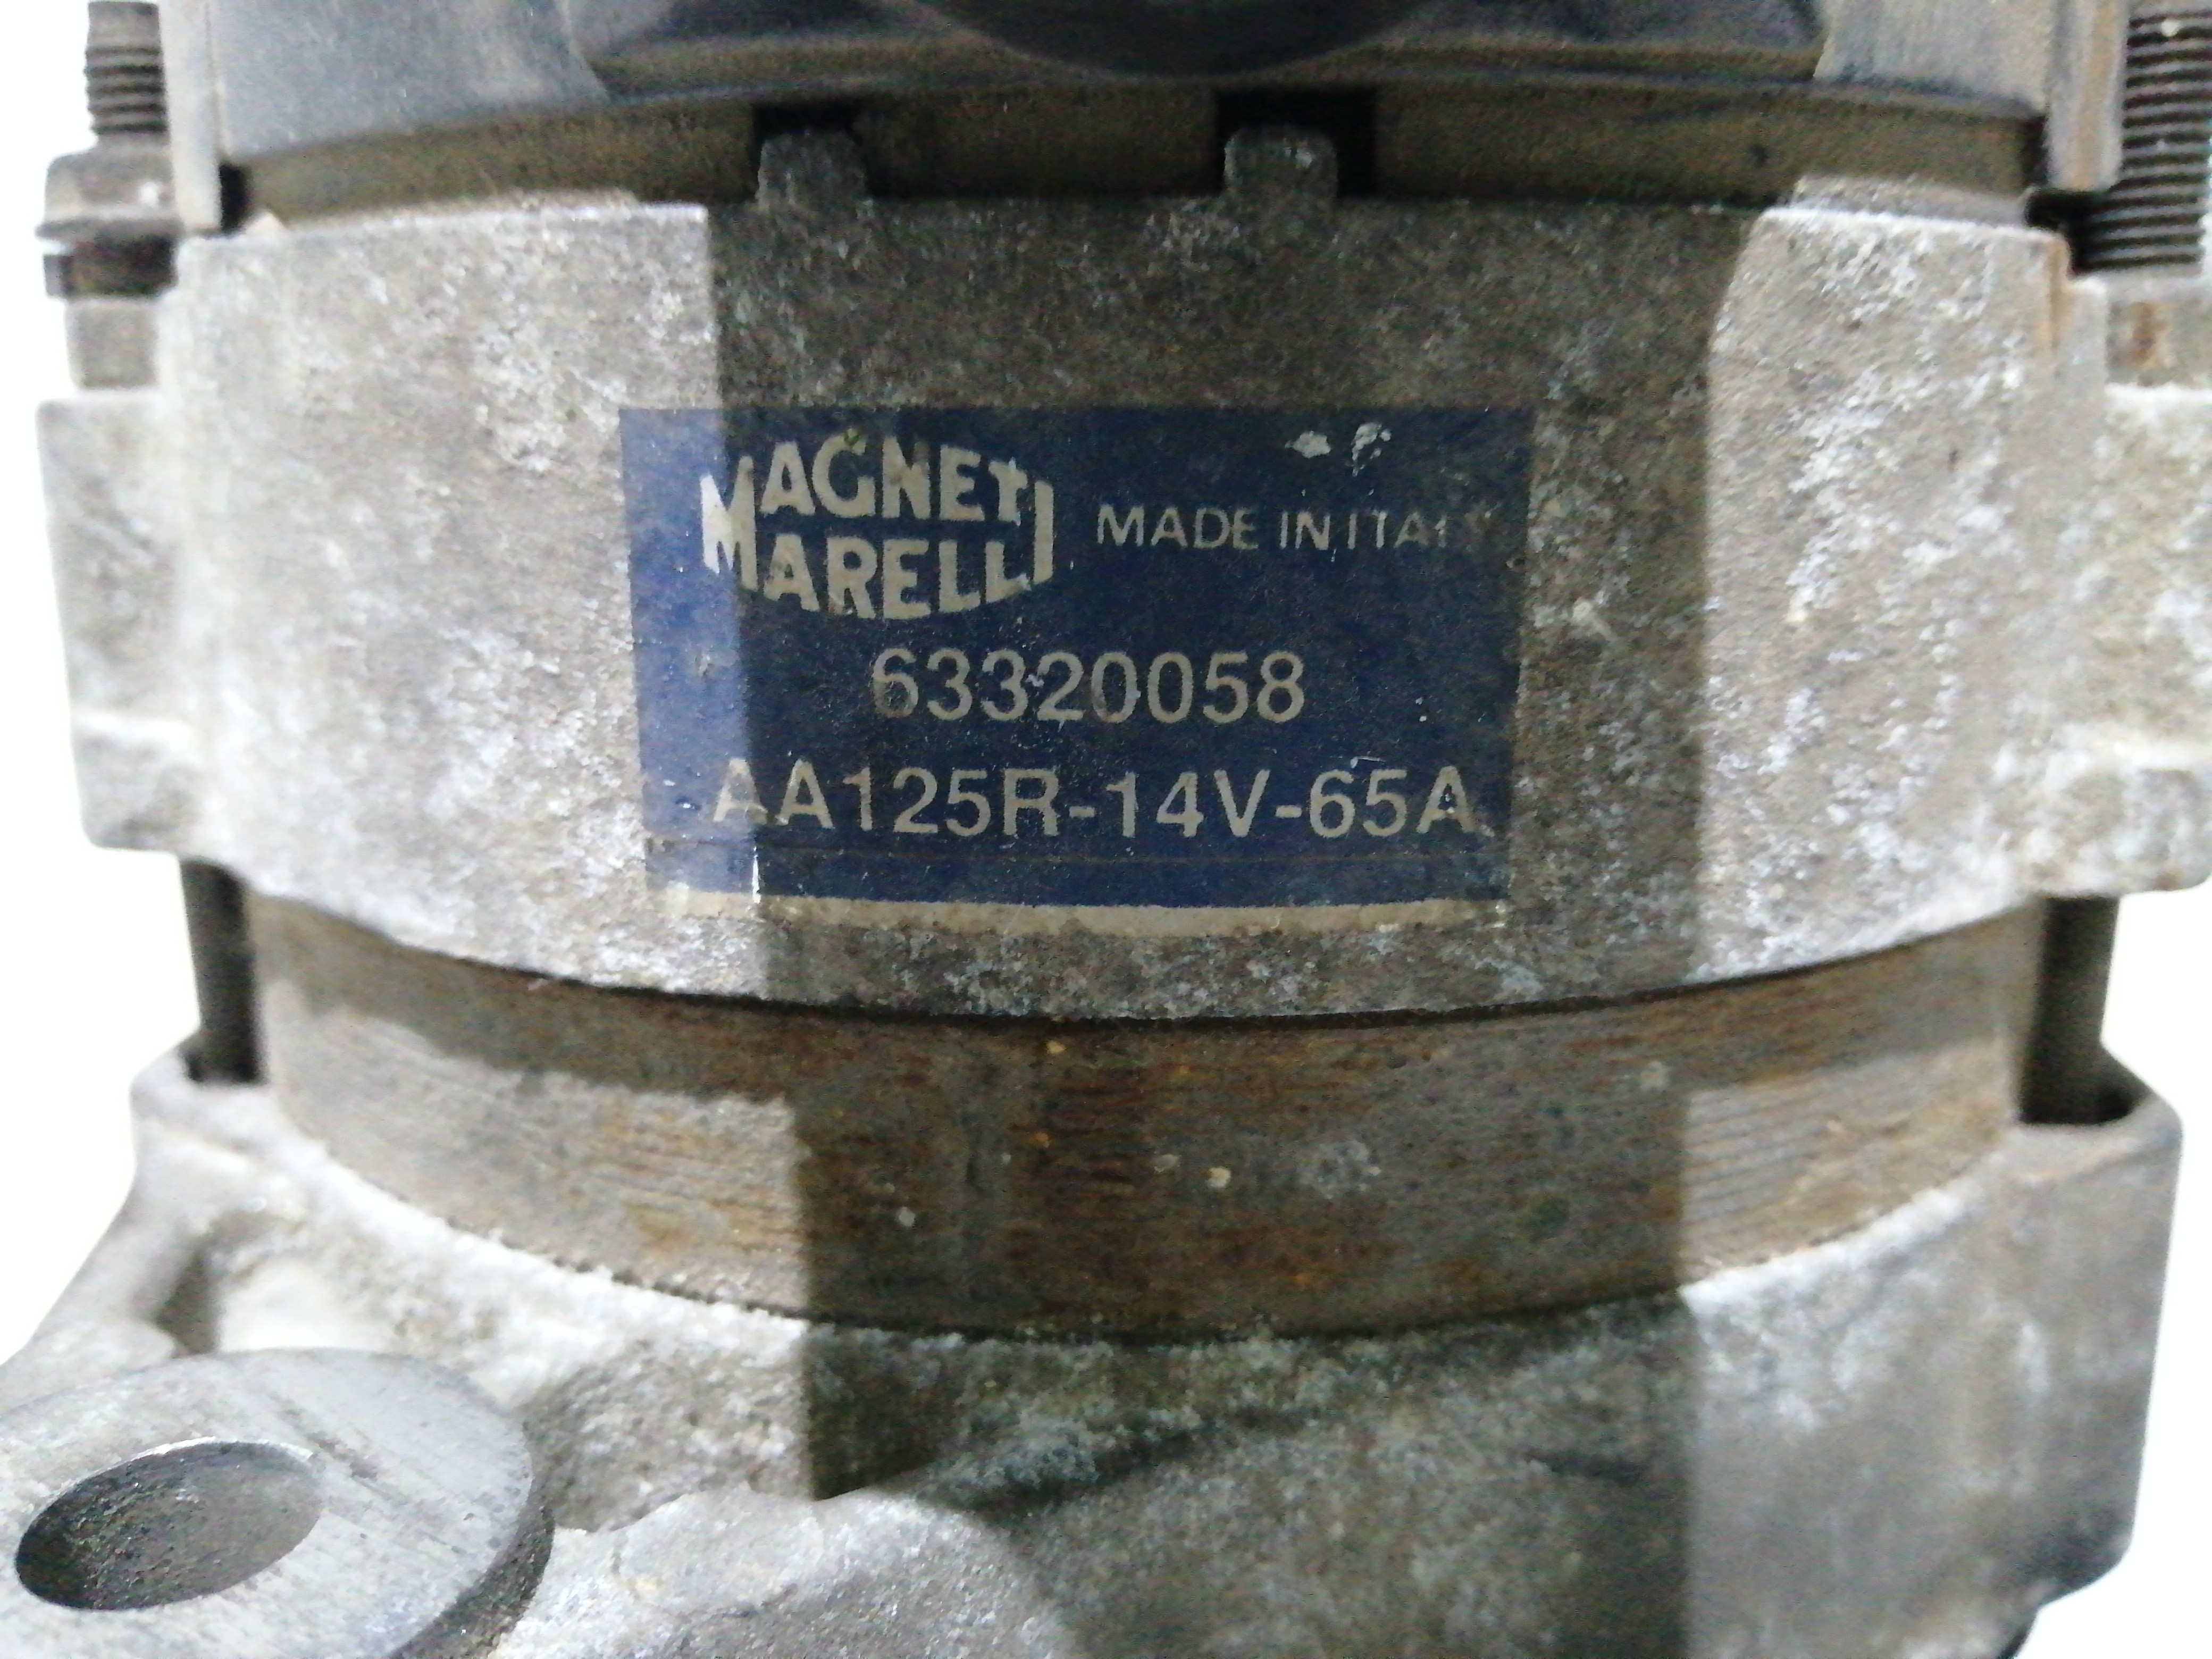 MAGNETI
MARELLI
MADE IN ITALY
63320058
AA125R-14V-65A